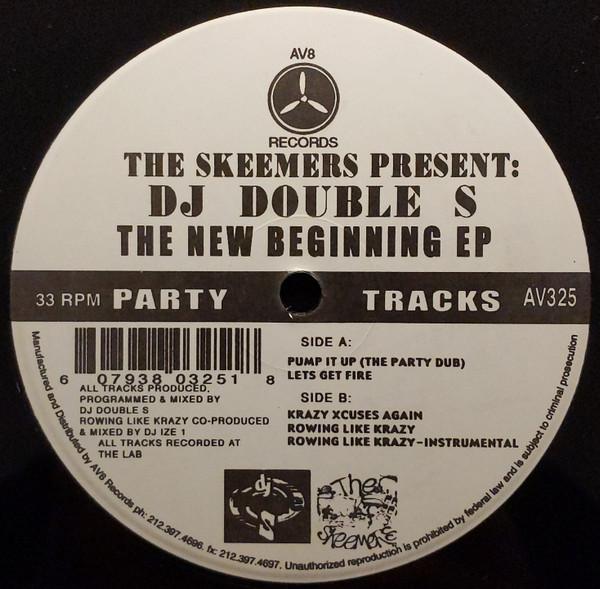 AV8
RECORDS
THE SKEEMERS PRESENT:
DJ DOUBLE S
THE NEW BEGINNING EP
33 RPM PARTY TRACKS AV325
6 07938 03251 8
ALL TRACKS PRODUCED,
PROGRAMMED & MIXED BY
DJ DOUBLE S
ROWING LIKE KRAZY CO-PRODUCED
& MIXED BY DJ IZE 1
ALL TRACKS RECORDED AT
THE LAB
SIDE A:
PUMP IT UP (THE PARTY DUB)
LETS GET FIRE
SIDE B:
KRAZY XCUSES AGAIN
ROWING LIKE KRAZY
ROWING LIKE KRAZY-INSTRUMENTAL
dj
S
The
Skeemers
Manufactured and Distributed by AV8 Records ph: 212.397.4696. fx: 212.397.4697. Unauthorized reproduction is prohibited by federal law and is subject to criminal prosecution